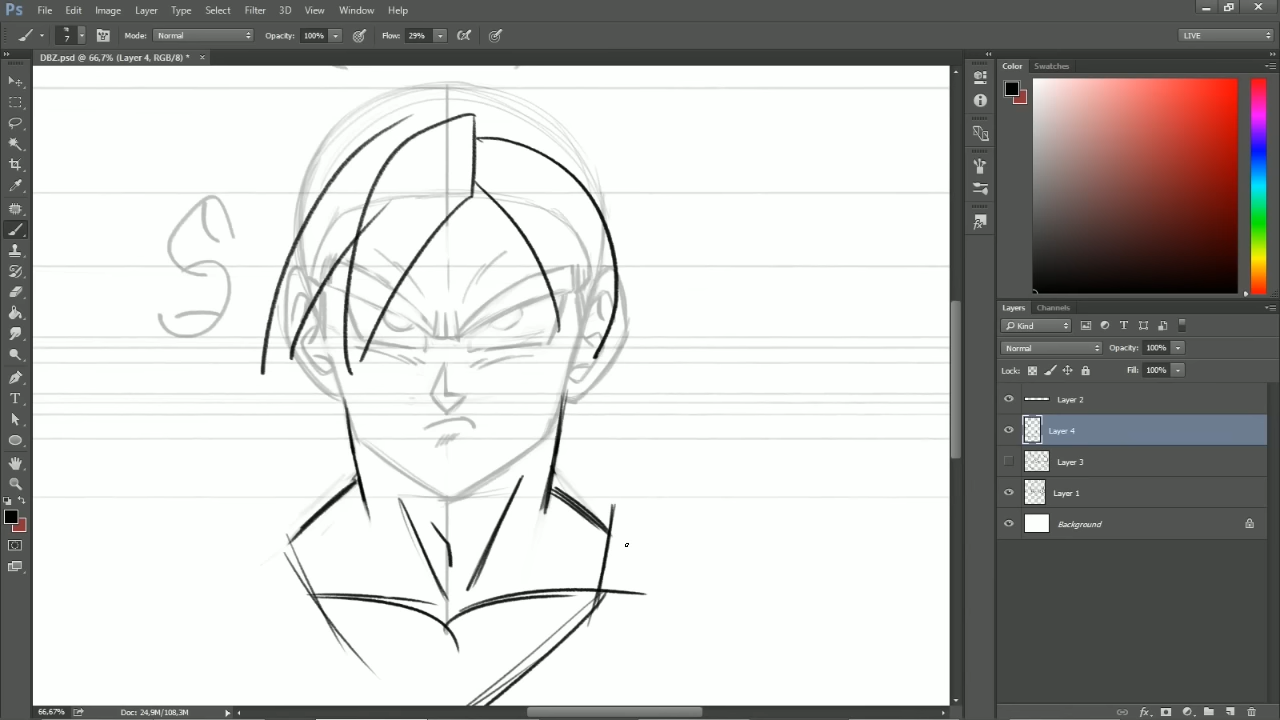 Ps File Edit Image Layer Type Select Filter 3D View Window Help
7 Mode: Normal Opacity: 100% Flow: 29% LIVE
DBZ.psd @ 66,7% (Layer 4, RGB/8) * ×
Color Swatches
S
Layers Channels
Kind
Normal Opacity: 100%
Lock: Fill: 100%
Layer 2
Layer 4
Layer 3
Layer 1
Background
66,67% Doc: 24,9M/108,3M